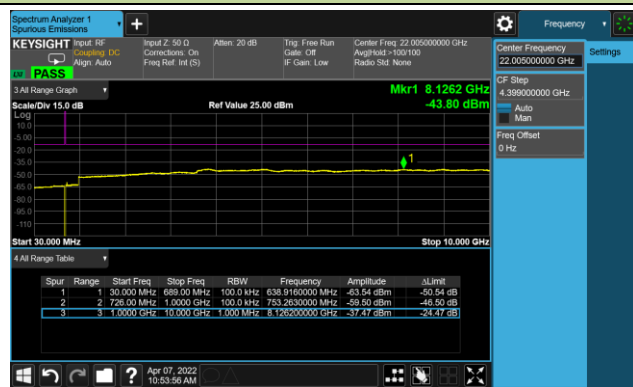 Spectrum Analyzer 1
Spurious Emissions
Frequency
KEYSIGHT
Input: RF
Coupling: DC
Align: Auto
Input Z: 50 Ω
Corrections: On
Freq Ref: Int (S)
Atten: 20 dB
Trig: Free Run
Gate: Off
IF Gain: Low
Center Freq: 22.005000000 GHz
Avg|Hold:>100/100
Radio Std: None
PASS
Center Frequency
22.005000000 GHz
Settings
CF Step
4.399000000 GHz
Auto
Man
Freq Offset
0 Hz
3 All Range Graph
Mkr1 8.1262 GHz
Scale/Div 15.0 dB
Ref Value 25.00 dBm
-43.80 dBm
Log
10.0
-5.00
-20.0
-35.0
-50.0
-65.0
-80.0
-95.0
-110
1
Start 30.000 MHz
Stop 10.000 GHz
4 All Range Table
Spur Range Start Freq Stop Freq RBW Frequency Amplitude ΔLimit
1 1 30.000 MHz 689.00 MHz 100.0 kHz 638.9160000 MHz -63.54 dBm -50.54 dB
2 2 726.00 MHz 1.0000 GHz 100.0 kHz 753.2630000 MHz -59.50 dBm -46.50 dB
3 3 1.0000 GHz 10.000 GHz 1.000 MHz 8.126200000 GHz -37.47 dBm -24.47 dB
?
Apr 07, 2022
10:53:56 AM